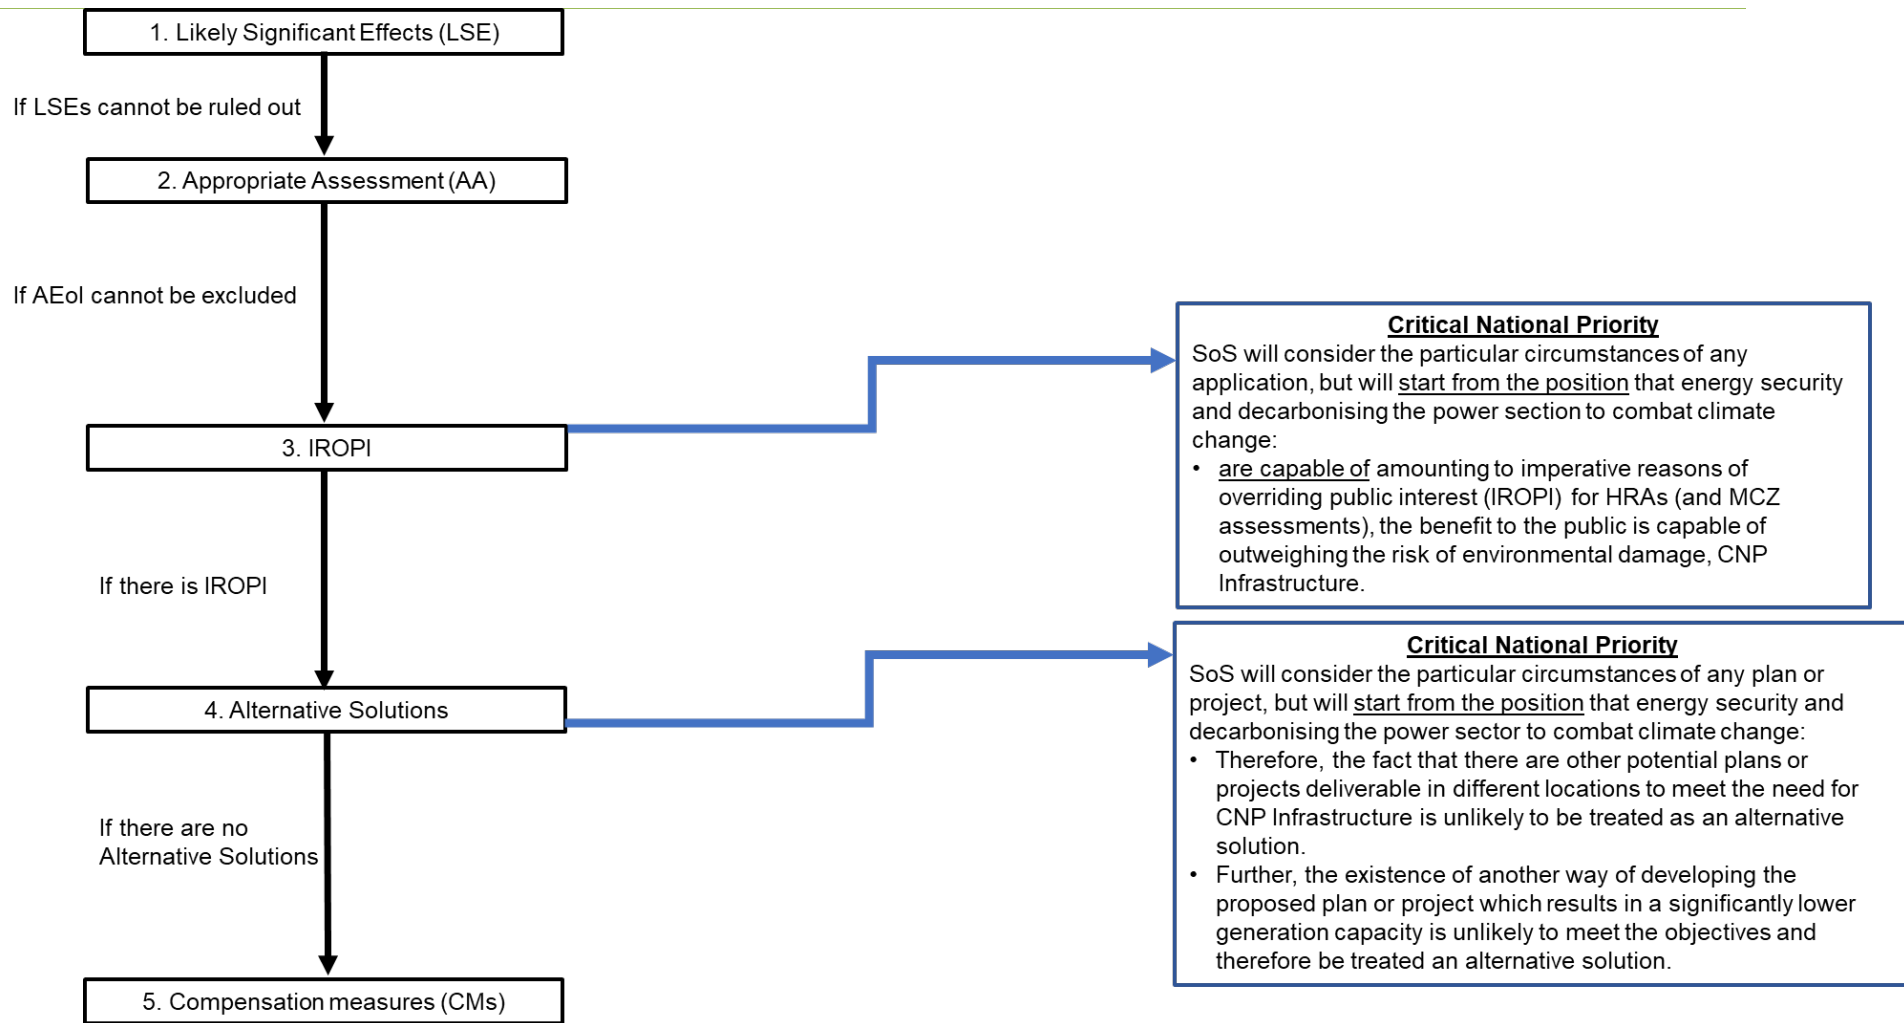 1. Likely Significant Effects (LSE)
If LSEs cannot be ruled out
2. Appropriate Assessment (AA)
If AEoI cannot be excluded
3. IROPI
Critical National Priority
SoS will consider the particular circumstances of any
application, but will start from the position that energy security
and decarbonising the power section to combat climate
change:
• are capable of amounting to imperative reasons of
overriding public interest (IROPI) for HRAs (and MCZ
assessments), the benefit to the public is capable of
outweighing the risk of environmental damage, CNP
Infrastructure.
If there is IROPI
4. Alternative Solutions
Critical National Priority
SoS will consider the particular circumstances of any plan or
project, but will start from the position that energy security and
decarbonising the power sector to combat climate change:
• Therefore, the fact that there are other potential plans or
projects deliverable in different locations to meet the need for
CNP Infrastructure is unlikely to be treated as an alternative
solution.
• Further, the existence of another way of developing the
proposed plan or project which results in a significantly lower
generation capacity is unlikely to meet the objectives and
therefore be treated an alternative solution.
If there are no
Alternative Solutions
5. Compensation measures (CMs)